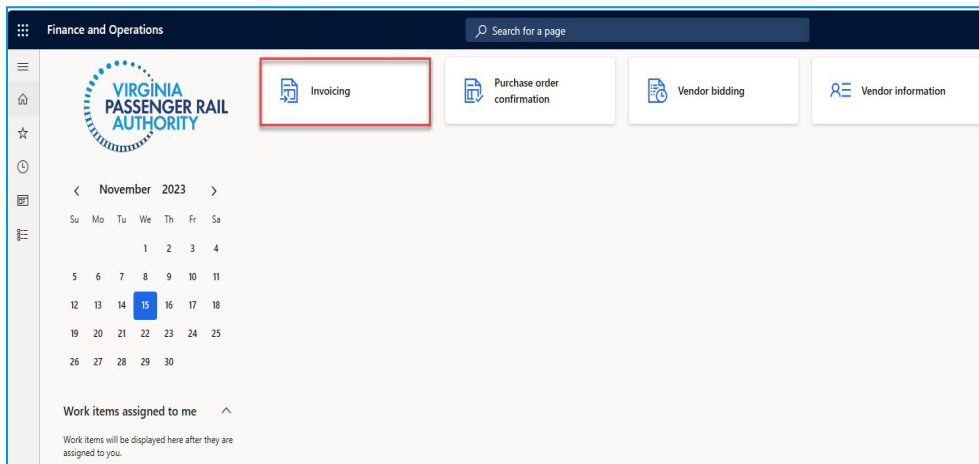 Finance and Operations
Search for a page
VIRGINIA
PASSENGER RAIL
AUTHORITY
Invoicing
Purchase order
confirmation
Vendor bidding
Vendor information
November 2023
Su Mo Tu We Th Fr Sa
1 2 3 4
5 6 7 8 9 10 11
12 13 14 15 16 17 18
19 20 21 22 23 24 25
26 27 28 29 30
Work items assigned to me
Work items will be displayed here after they are
assigned to you.